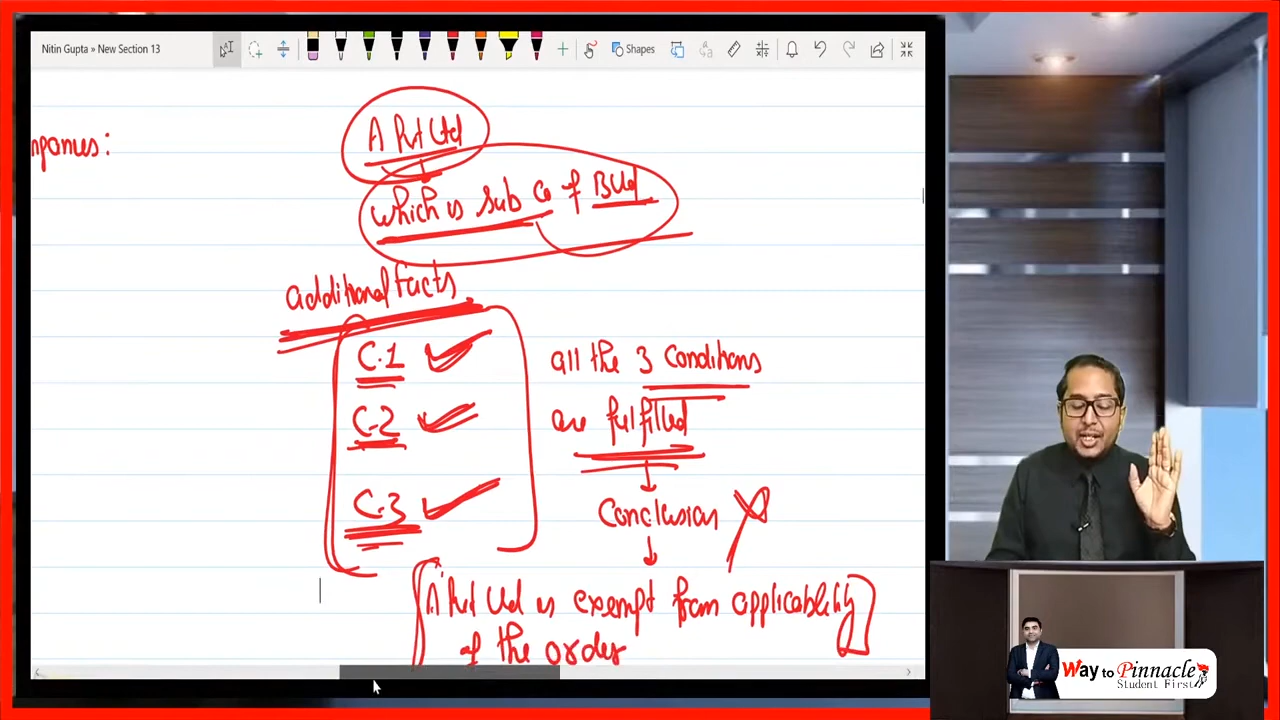 Nitin Gupta » New Section 13
Shapes
mpanies:
A Pvt Ltd
which is sub Co of B Ltd
additional facts
C.1
C.2
C.3
all the 3 Conditions
are fulfilled
Conclusion
A Pvt Ltd is exempt from applicability
of the order
Way to Pinnacle
Student First